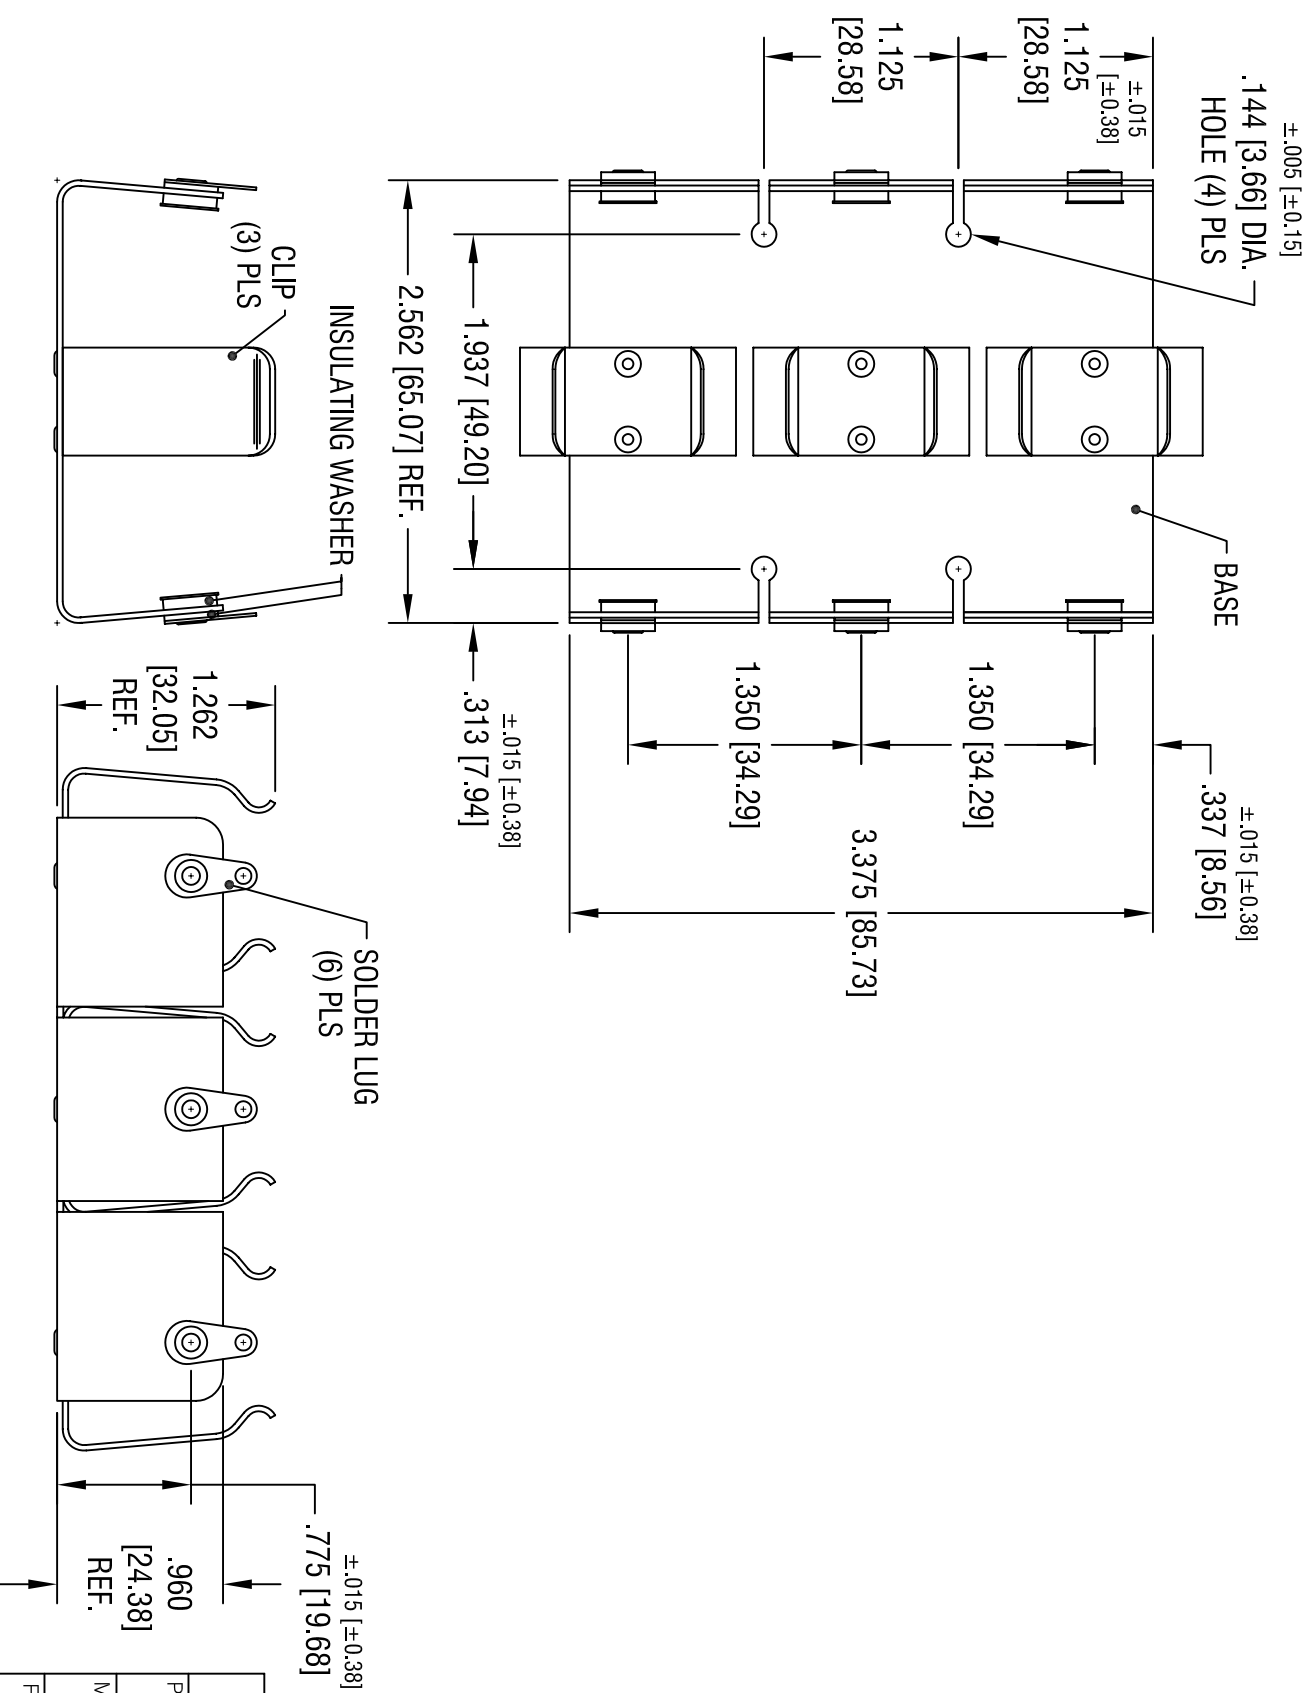 ±.005 [±0.15]
.144 [3.66] DIA.
HOLE (4) PLS
±.015
[±0.38]
1.125
[28.58]
1.125
[28.58]
BASE
±.015 [±0.38]
.337 [8.56]
1.350 [34.29]
1.350 [34.29]
3.375 [85.73]
1.937 [49.20]
2.562 [65.07] REF.
±.015 [±0.38]
.313 [7.94]
INSULATING WASHER
CLIP
(3) PLS
1.262
[32.05]
REF.
SOLDER LUG
(6) PLS
±.015 [±0.38]
.775 [19.68]
.960
[24.38]
REF.
P
M
F